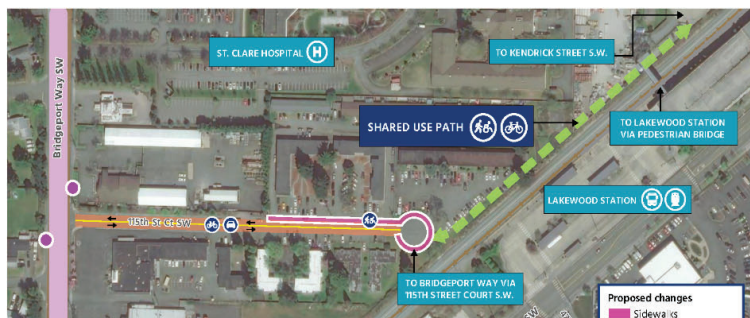 ST. CLARE HOSPITAL H
TO KENDRICK STREET S.W.
Bridgeport Way SW
SHARED USE PATH
TO LAKEWOOD STATION
VIA PEDESTRIAN BRIDGE
LAKEWOOD STATION
115th St Ct SW
TO BRIDGEPORT WAY VIA
115TH STREET COURT S.W.
Proposed changes
Sidewalks